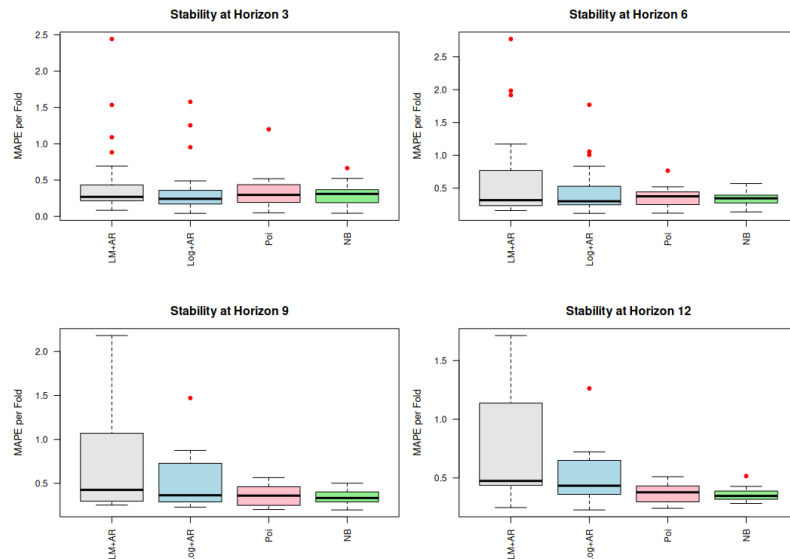 Stability at Horizon 3
MAPE per Fold
2.5
2.0
1.5
1.0
0.5
0.0
LM+AR
Log+AR
Poi
NB
Stability at Horizon 6
MAPE per Fold
2.5
2.0
1.5
1.0
0.5
LM+AR
Log+AR
Poi
NB
Stability at Horizon 9
MAPE per Fold
2.0
1.5
1.0
0.5
LM+AR
Log+AR
Poi
NB
Stability at Horizon 12
MAPE per Fold
1.5
1.0
0.5
LM+AR
Log+AR
Poi
NB